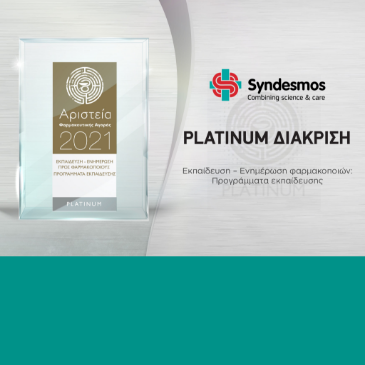 Αριστεία
Φαρμακευτικής Αγοράς
2021
ΕΚΠΑΙΔΕΥΣΗ - ΕΝΗΜΕΡΩΣΗ
ΠΡΟΣ ΦΑΡΜΑΚΟΠΟΙΟΥΣ
ΠΡΟΓΡΑΜΜΑΤΑ ΕΚΠΑΙΔΕΥΣΗΣ
PLATINUM
Syndesmos
Combining science & care
PLATINUM ΔΙΑΚΡΙΣΗ
Εκπαίδευση – Ενημέρωση φαρμακοποιών:
Προγράμματα εκπαίδευσης
PLATINUM